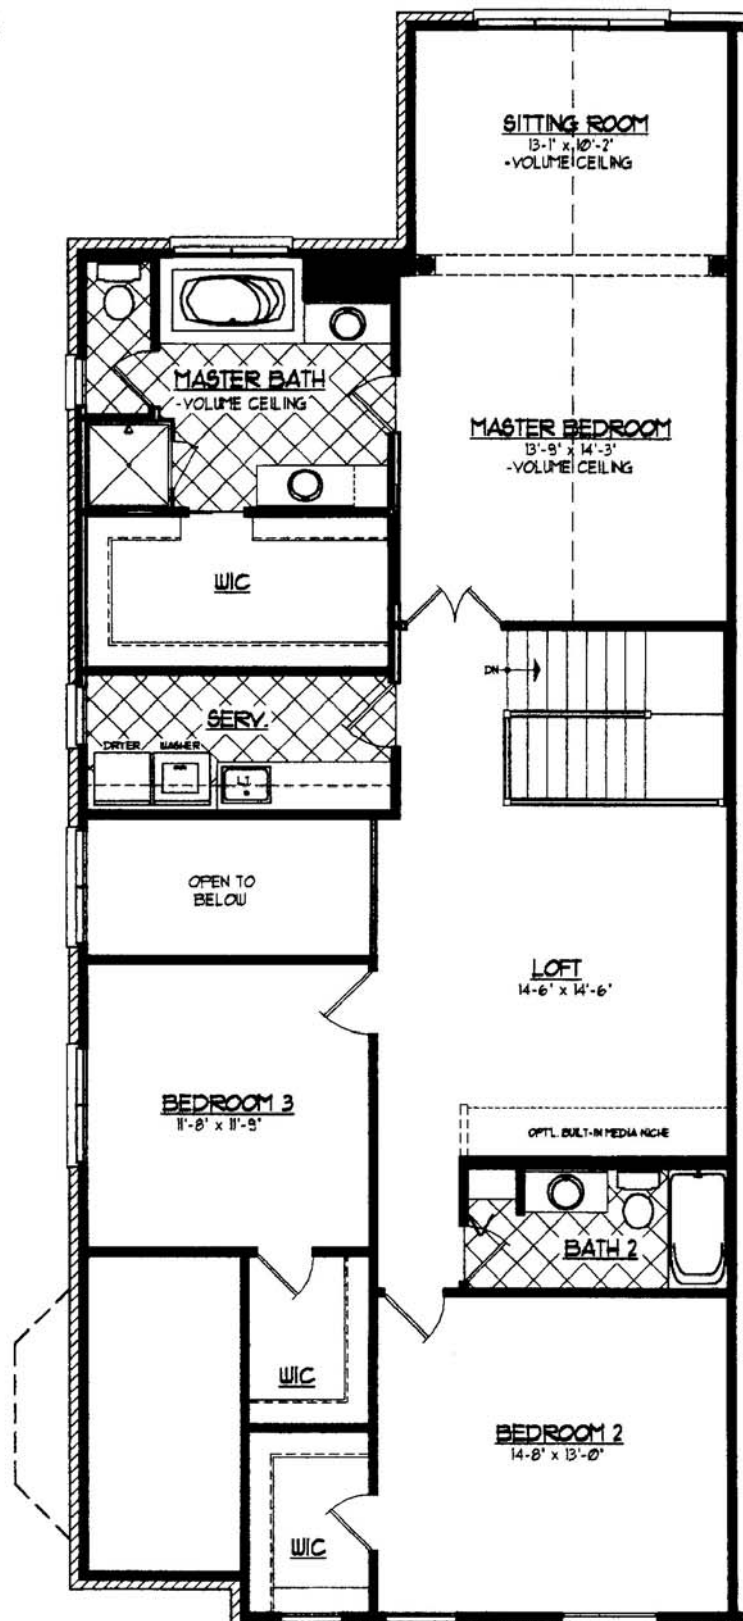 SITTING ROOM
13'-1" x 10'-2"
-VOLUME CEILING
MASTER BATH
-VOLUME CEILING
MASTER BEDROOM
13'-9" x 14'-3"
-VOLUME CEILING
WIC
DN
SERV.
DRYER
WASHER
L.T.
OPEN TO
BELOW
LOFT
14'-6" x 14'-6"
BEDROOM 3
11'-8" x 11'-9"
OPT'L. BUILT-IN MEDIA NICHE
BATH 2
WIC
BEDROOM 2
14'-8" x 13'-0"
WIC